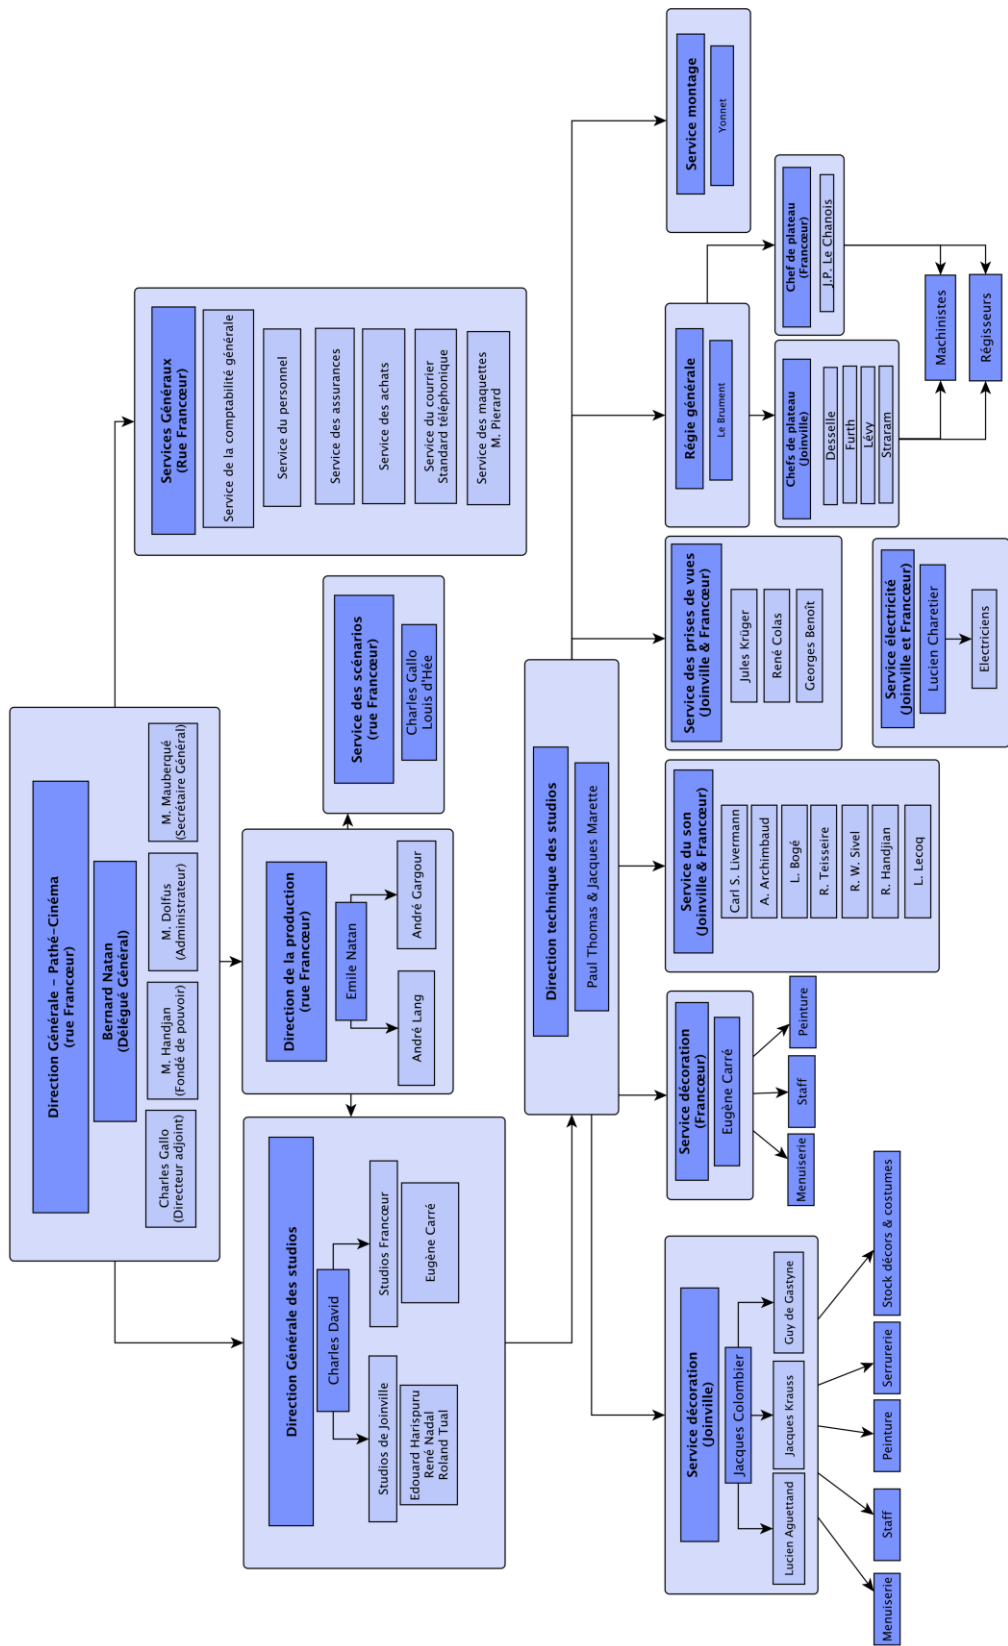 Direction Générale - Pathé-Cinéma
(rue Francœur)
Bernard Natan
(Délégué Général)
Charles Gallo
(Directeur adjoint)
M. Handjan
(Fondé de pouvoir)
M. Dolfus
(Administrateur)
M. Mauberqué
(Secrétaire Général)
Services Généraux
(Rue Francœur)
Service de la comptabilité générale
Service du personnel
Service des assurances
Service des achats
Service du courrier
Standard téléphonique
Service des maquettes
M. Pierard
Direction de la production
(rue Francœur)
Emile Natan
André Lang
André Gargour
Service des scénarios
(rue Francœur)
Charles Gallo
Louis d'Hée
Direction Générale des studios
Charles David
Studios de Joinville
Edouard Harispuru
René Nadal
Roland Tual
Studios Francœur
Eugène Carré
Direction technique des studios
Paul Thomas & Jacques Marette
Service décoration
(Joinville)
Jacques Colombier
Lucien Aguettand
Jacques Krauss
Guy de Gastyne
Menuiserie
Staff
Peinture
Serrurerie
Stock décors & costumes
Service décoration
(Francœur)
Eugène Carré
Menuiserie
Staff
Peinture
Service du son
(Joinville & Francœur)
Carl S. Livermann
A. Archimbaud
L. Bogé
R. Teisseire
R. W. Sivel
R. Handjian
L. Lecoq
Service des prises de vues
(Joinville & Francœur)
Jules Krüger
René Colas
Georges Benoît
Service électricité
(Joinville et Francœur)
Lucien Charetier
Electriciens
Régie générale
Le Brument
Chefs de plateau
(Joinville)
Desselle
Furth
Lévy
Straram
Chef de plateau
(Francœur)
J.P. Le Chanois
Machinistes
Régisseurs
Service montage
Yonnet